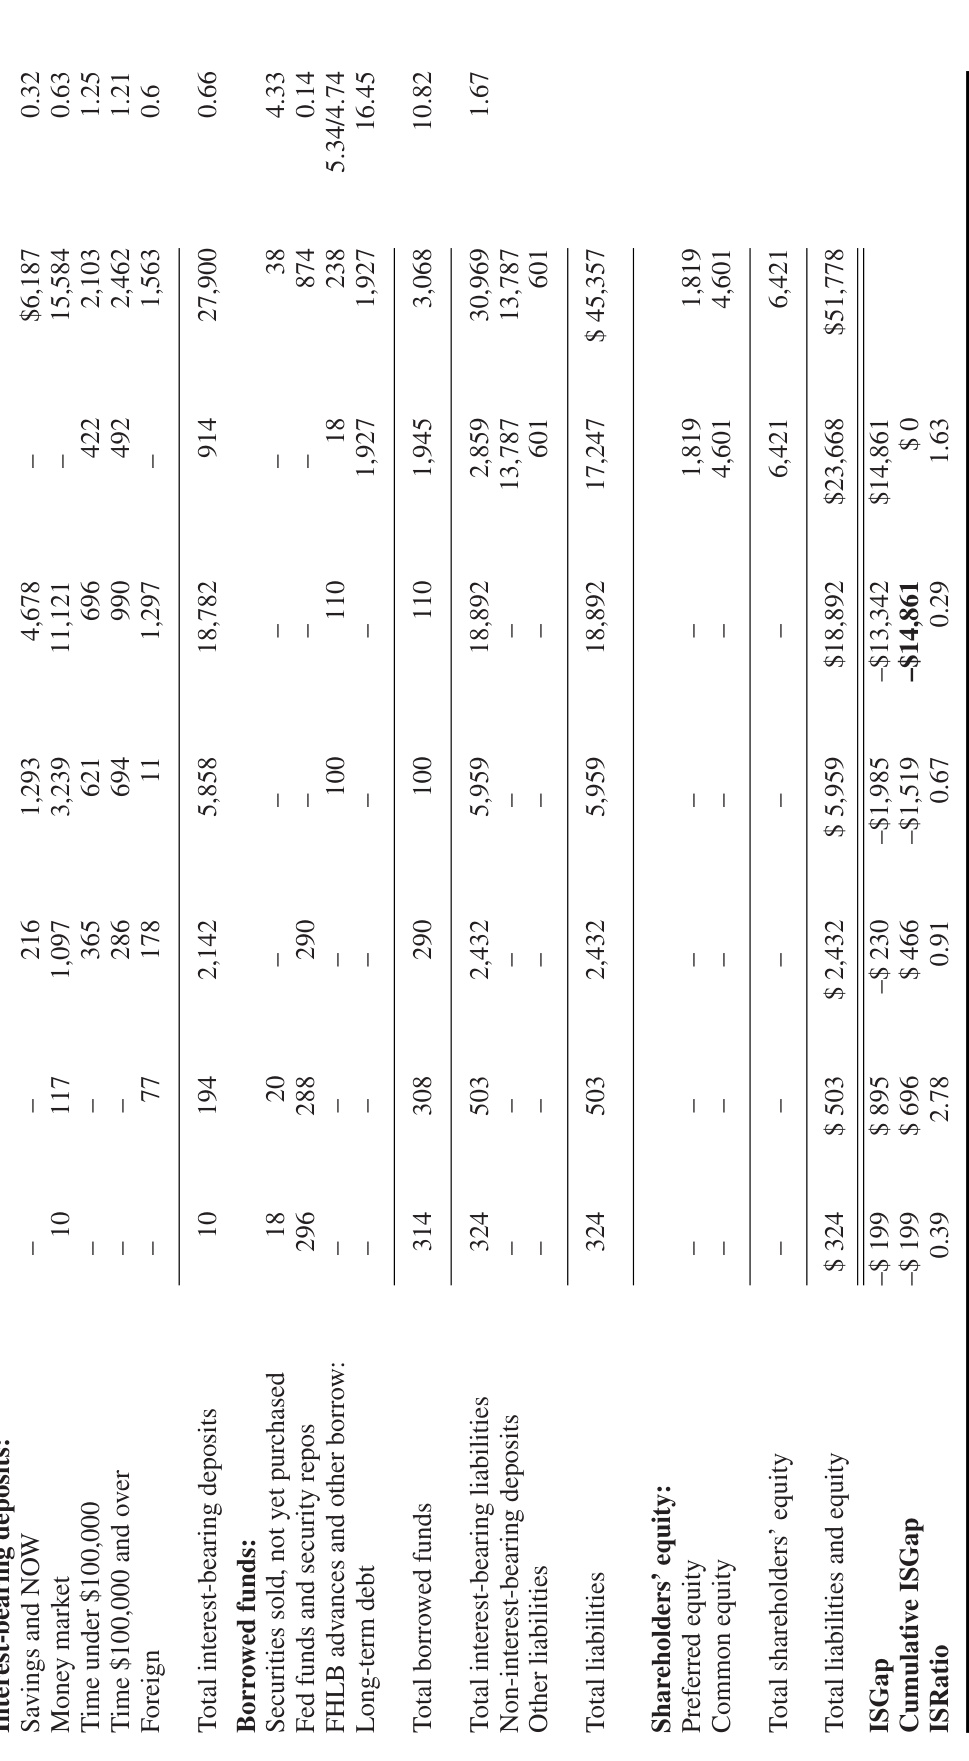 Interest-bearing deposits:
Savings and NOW – – 216 1,293 4,678 – $6,187 0.32
Money market 10 117 1,097 3,239 11,121 – 15,584 0.63
Time under $100,000 – – 365 621 696 422 2,103 1.25
Time $100,000 and over – – 286 694 990 492 2,462 1.21
Foreign – 77 178 11 1,297 – 1,563 0.6
Total interest-bearing deposits 10 194 2,142 5,858 18,782 914 27,900 0.66
Borrowed funds:
Securities sold, not yet purchased 18 20 – – – – 38 4.33
Fed funds and security repos 296 288 290 – – – 874 0.14
FHLB advances and other borrow: – – – 100 110 18 238 5.34/4.74
Long-term debt – – – – – 1,927 1,927 16.45
Total borrowed funds 314 308 290 100 110 1,945 3,068 10.82
Total interest-bearing liabilities 324 503 2,432 5,959 18,892 2,859 30,969 1.67
Non-interest-bearing deposits – – – – – 13,787 13,787
Other liabilities – – – – – 601 601
Total liabilities 324 503 2,432 5,959 18,892 17,247 $ 45,357
Shareholders’ equity:
Preferred equity – – – – – 1,819 1,819
Common equity – – – – – 4,601 4,601
Total shareholders’ equity – – – – – 6,421 6,421
Total liabilities and equity $ 324 $ 503 $ 2,432 $ 5,959 $18,892 $23,668 $51,778
ISGap –$ 199 $ 895 –$ 230 –$1,985 –$13,342 $14,861
Cumulative ISGap –$ 199 $ 696 $ 466 –$1,519 –$14,861 $ 0
ISRatio 0.39 2.78 0.91 0.67 0.29 1.63